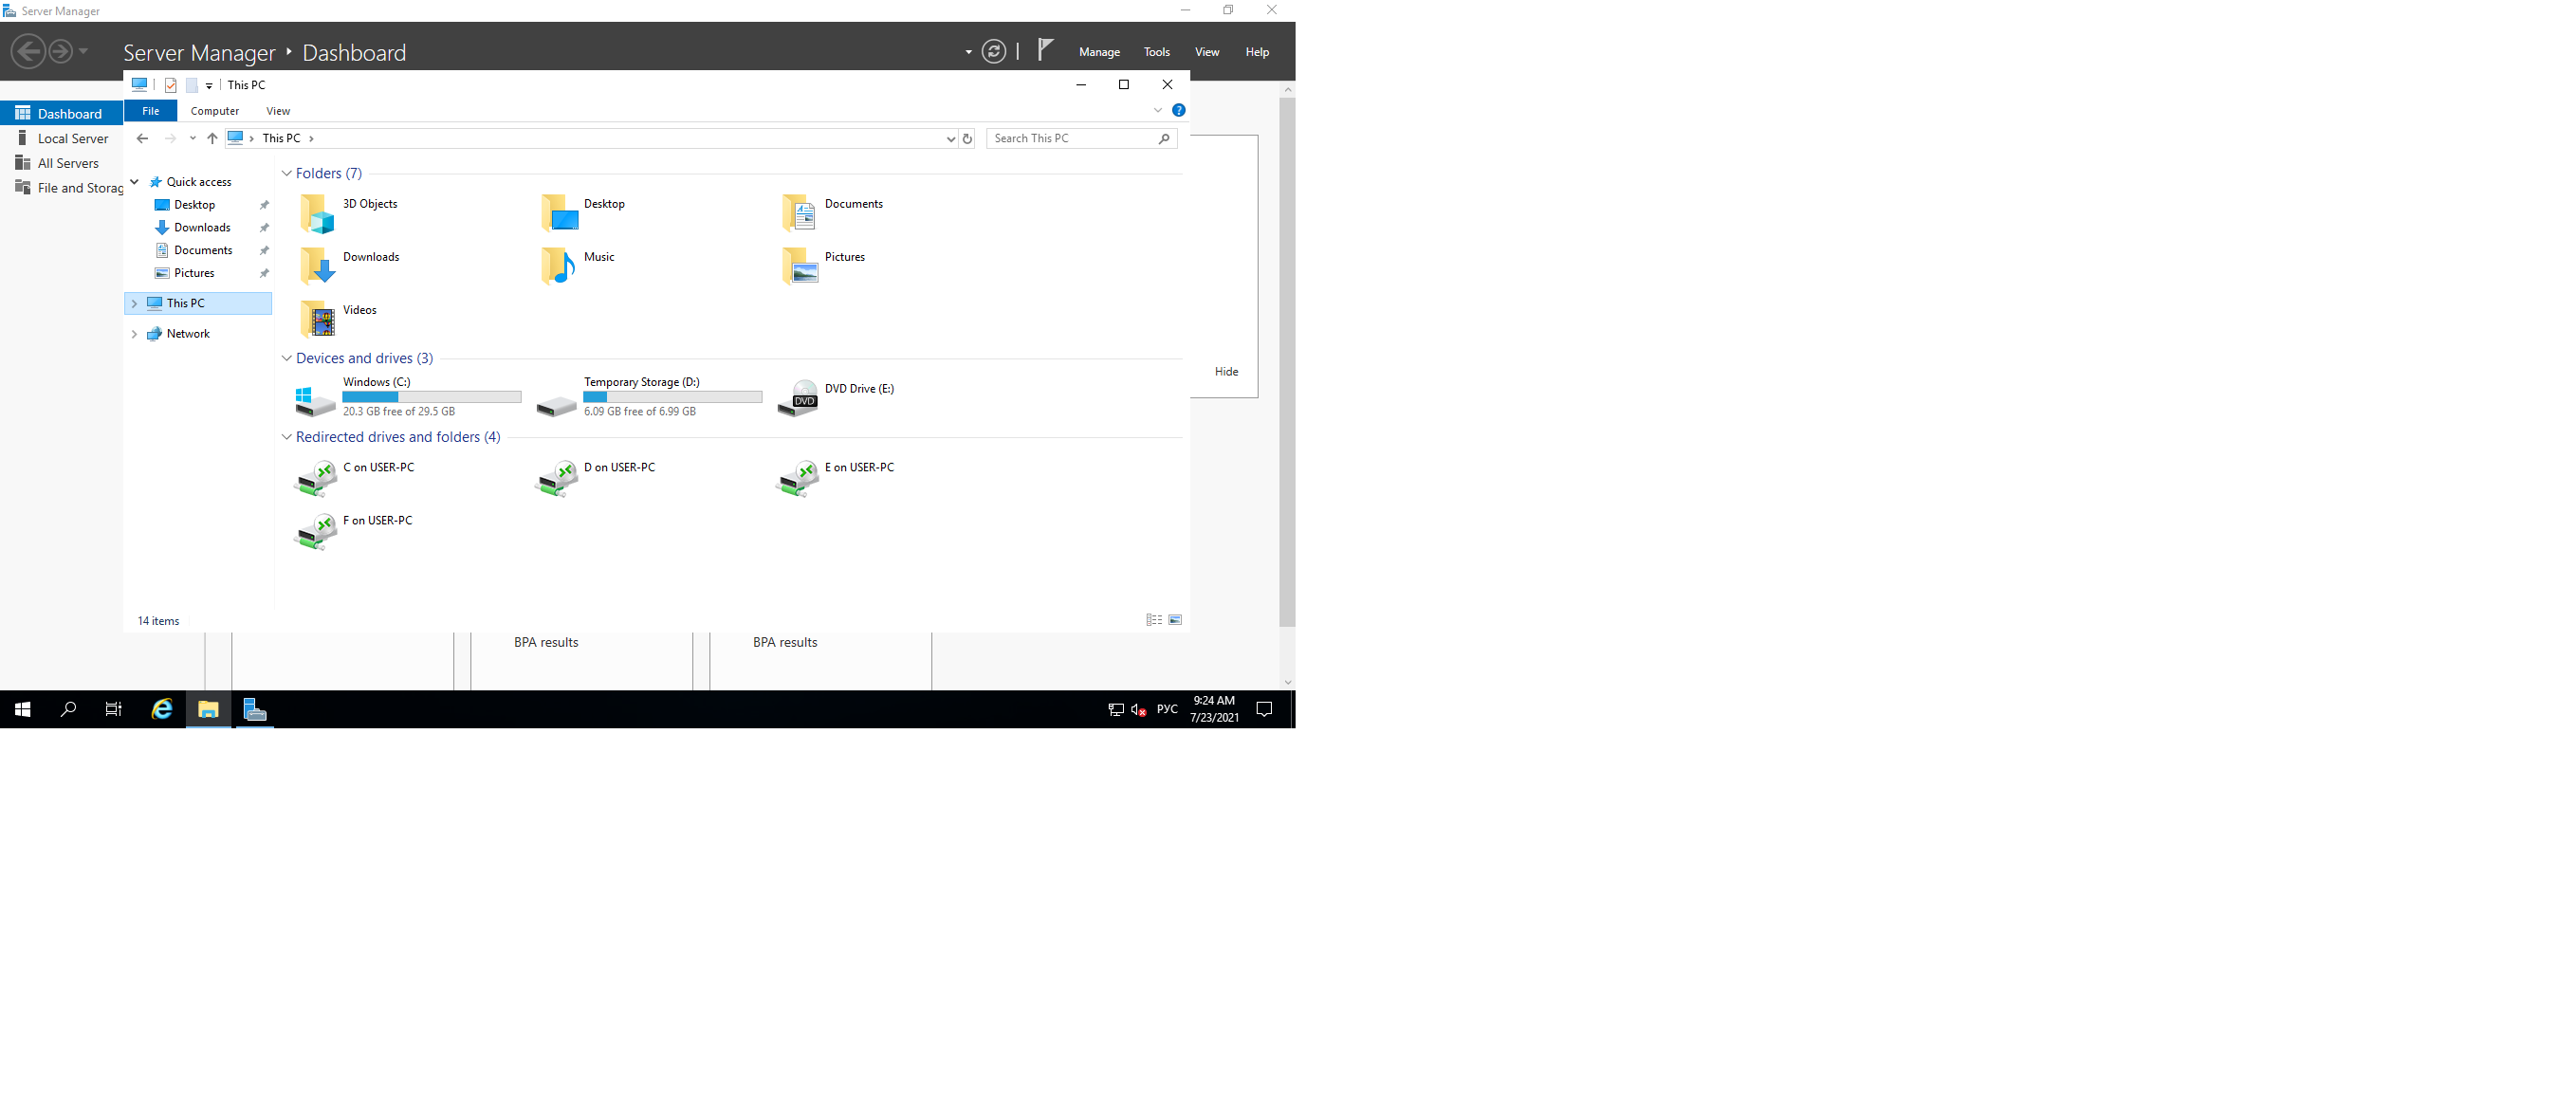 Server Manager
Server Manager ‣ Dashboard
Manage Tools View Help
This PC
File Computer View
This PC
Search This PC
Dashboard
Local Server
All Servers
File and Storag
Quick access
Desktop
Downloads
Documents
Pictures
This PC
Network
Folders (7)
3D Objects
Desktop
Documents
Downloads
Music
Pictures
Videos
Devices and drives (3)
Windows (C:)
20.3 GB free of 29.5 GB
Temporary Storage (D:)
6.09 GB free of 6.99 GB
DVD Drive (E:)
DVD
Redirected drives and folders (4)
C on USER-PC
D on USER-PC
E on USER-PC
F on USER-PC
Hide
14 items
BPA results
BPA results
РУС
9:24 AM
7/23/2021